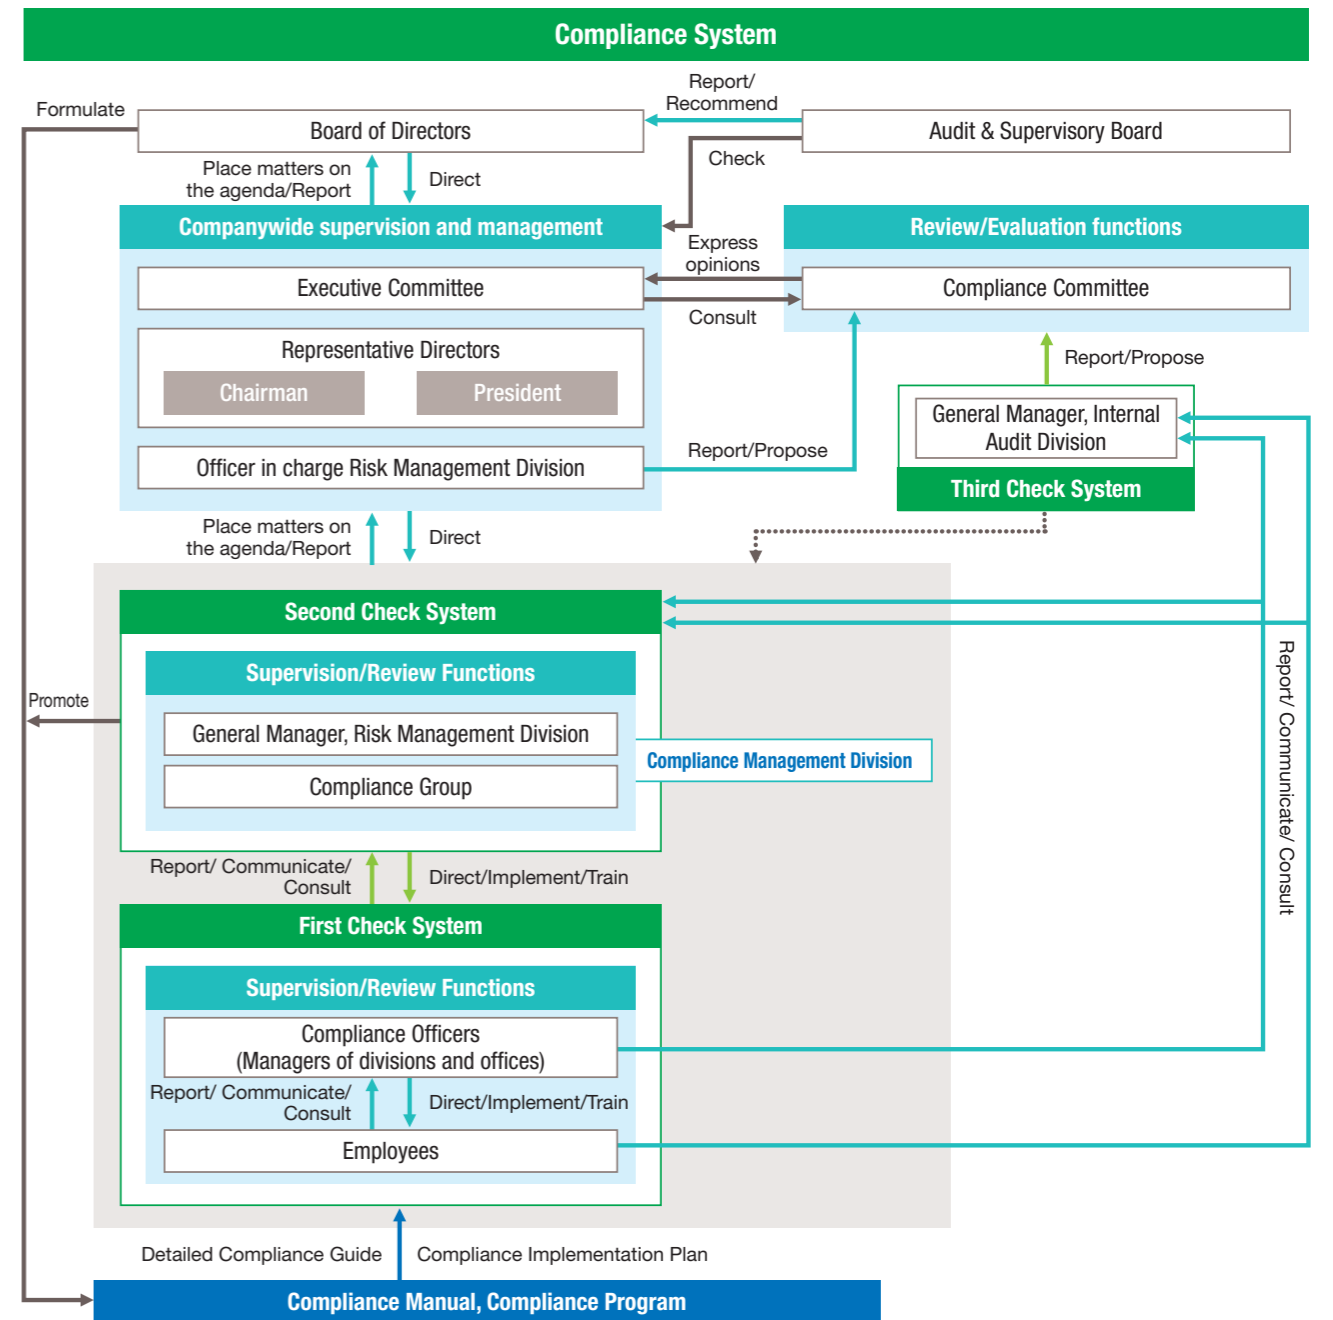 Compliance System
Formulate
Board of Directors
Report/
Recommend
Audit & Supervisory Board
Check
Place matters on
the agenda/Report
Direct
Companywide supervision and management
Review/Evaluation functions
Express
opinions
Executive Committee
Compliance Committee
Consult
Representative Directors
Chairman
President
Report/Propose
General Manager, Internal
Audit Division
Third Check System
Officer in charge Risk Management Division
Report/Propose
Place matters on
the agenda/Report
Direct
Second Check System
Supervision/Review Functions
Promote
General Manager, Risk Management Division
Compliance Management Division
Compliance Group
Report/ Communicate/ Consult
Report/ Communicate/
Consult
Direct/Implement/Train
First Check System
Supervision/Review Functions
Compliance Officers
(Managers of divisions and offices)
Report/ Communicate/
Consult
Direct/Implement/Train
Employees
Detailed Compliance Guide
Compliance Implementation Plan
Compliance Manual, Compliance Program